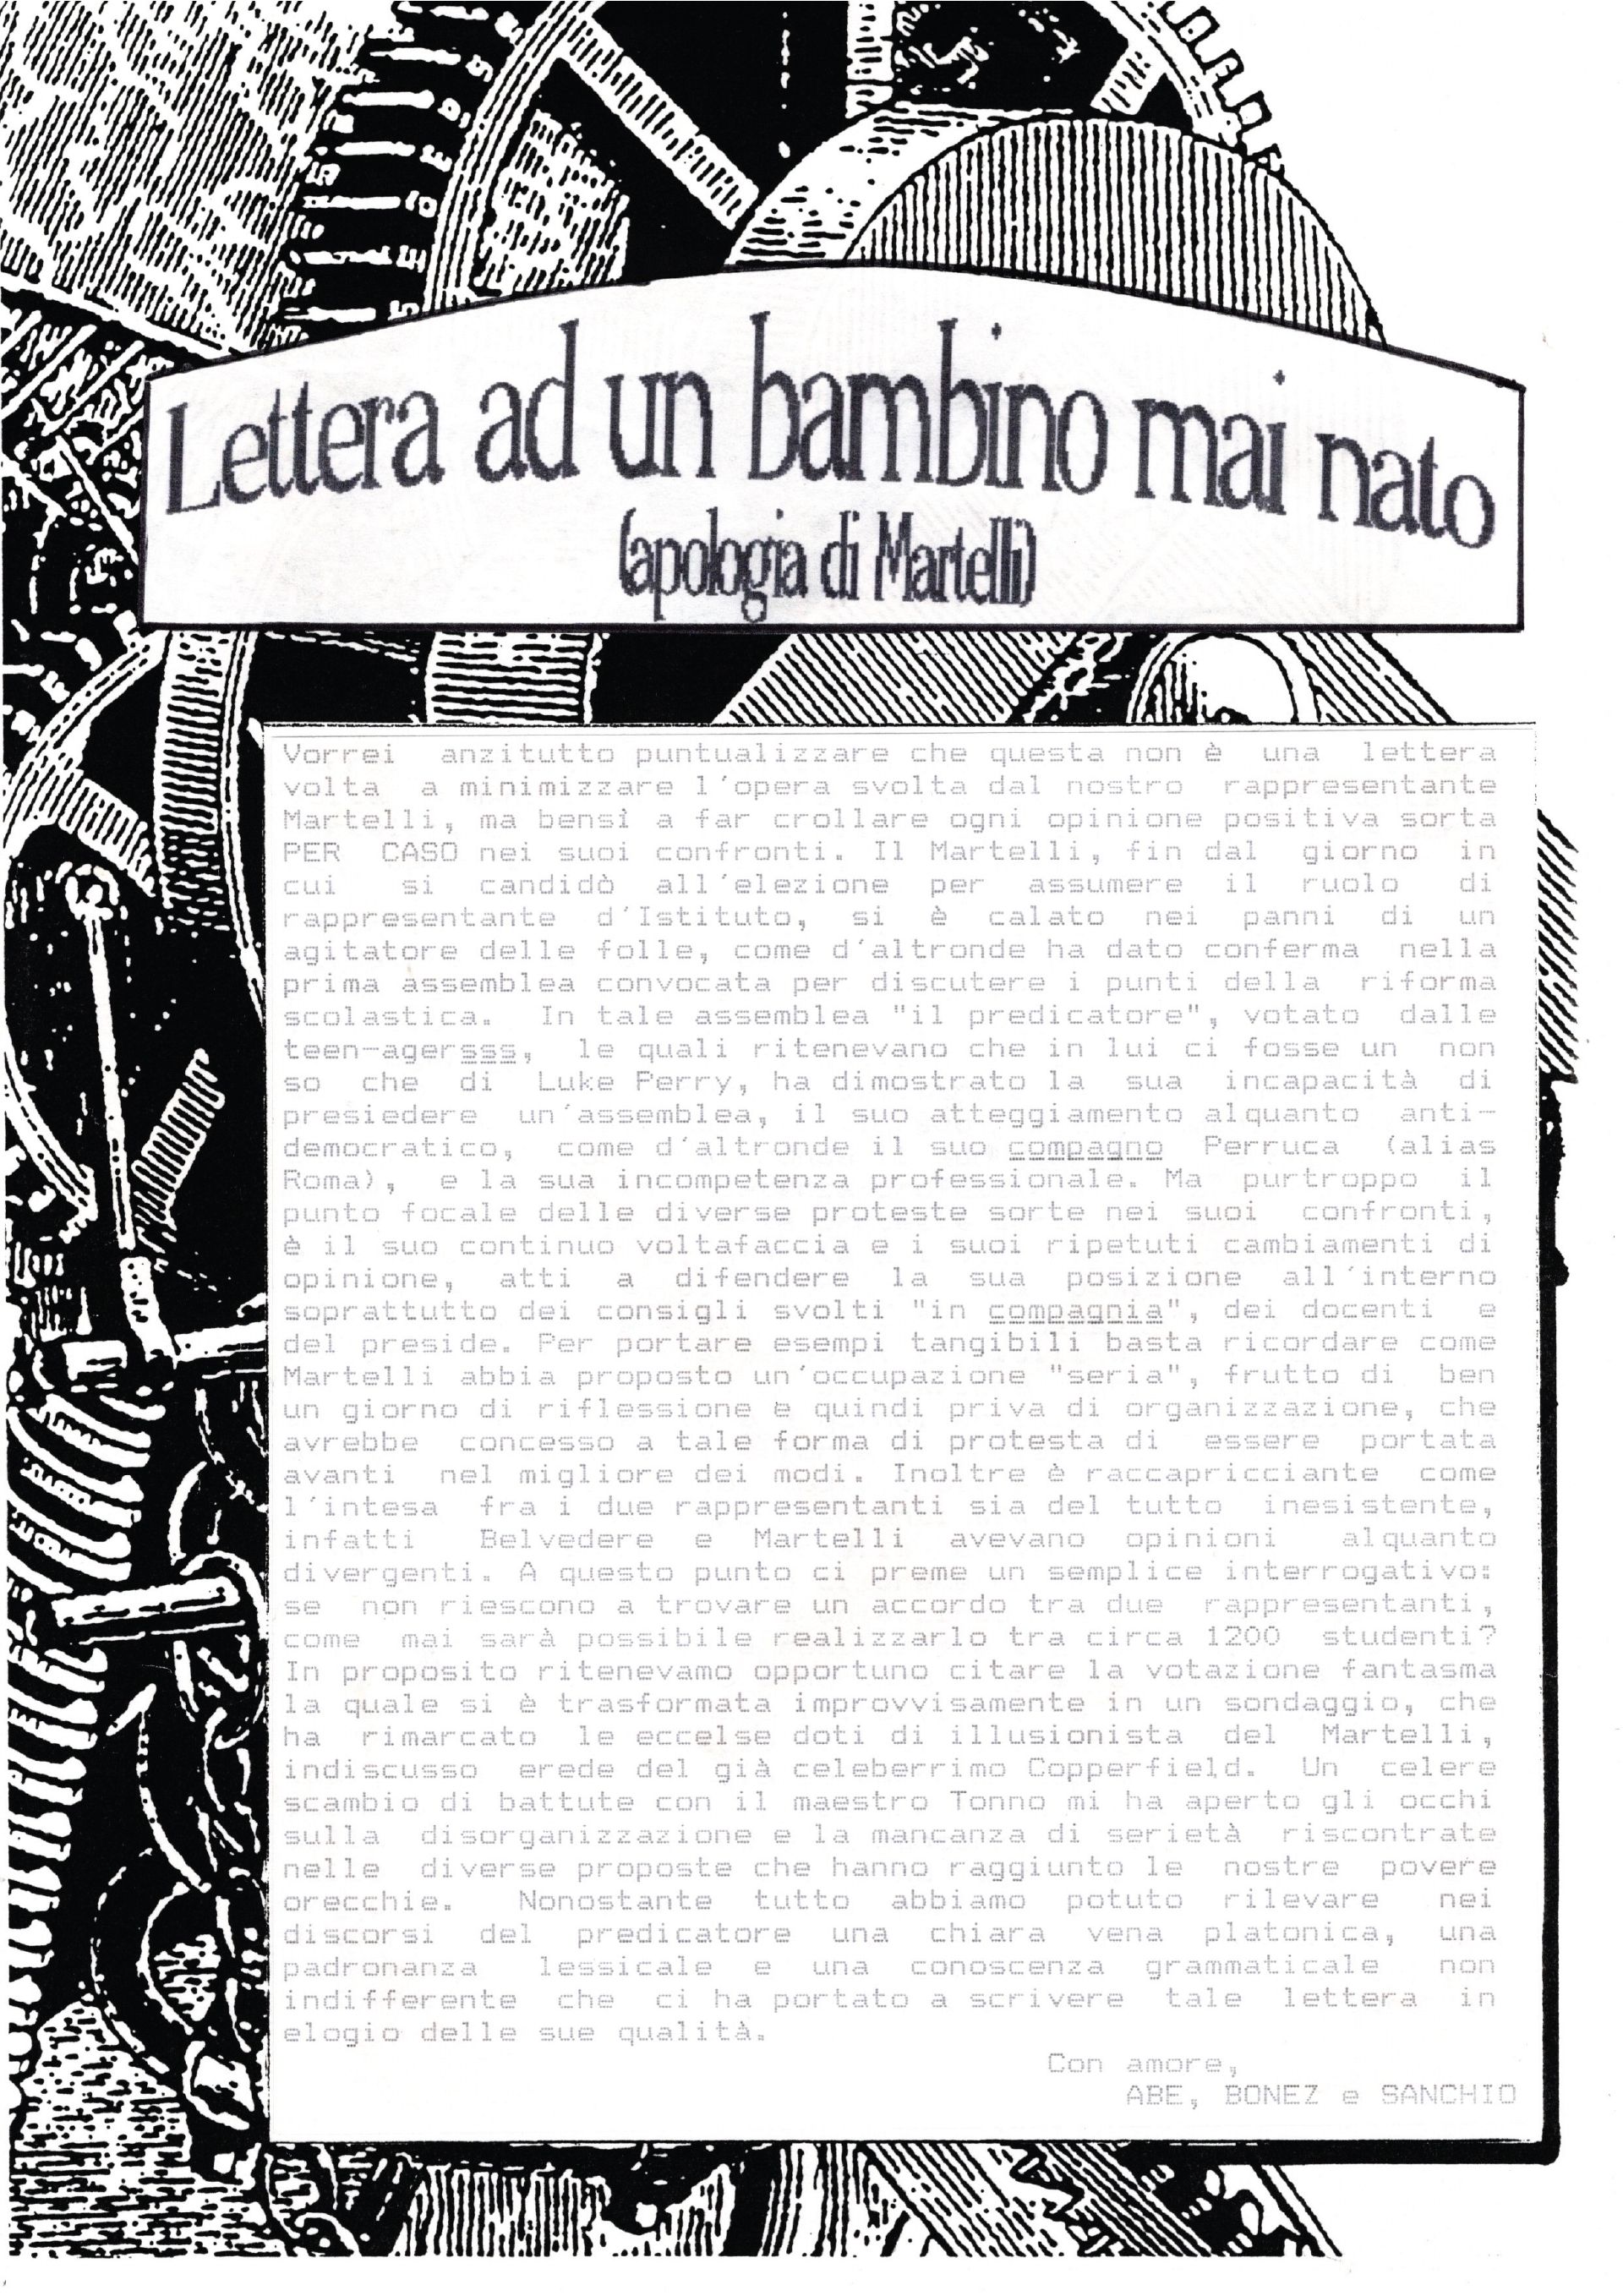 Lettera ad un bambino mai nato
(apologia di Martelli)
Vorrei anzitutto puntualizzare che questa non è una lettera
volta a minimizzare l'opera svolta dal nostro rappresentante
Martelli, ma bensì a far crollare ogni opinione positiva sorta
PER CASO nei suoi confronti. Il Martelli, fin dal giorno in
cui si candidò all'elezione per assumere il ruolo di
rappresentante d'Istituto, si è calato nei panni di un
agitatore delle folle, come d'altronde ha dato conferma nella
prima assemblea convocata per discutere i punti della riforma
scolastica. In tale assemblea "il predicatore", votato dalle
teen-agersss, le quali ritenevano che in lui ci fosse un non
so che di Luke Perry, ha dimostrato la sua incapacità di
presiedere un'assemblea, il suo atteggiamento alquanto anti-
democratico, come d'altronde il suo compagno Perruca (alias
Roma), e la sua incompetenza professionale. Ma purtroppo il
punto focale delle diverse proteste sorte nei suoi confronti,
è il suo continuo voltafaccia e i suoi ripetuti cambiamenti di
opinione, atti a difendere la sua posizione all'interno
soprattutto dei consigli svolti "in compagnia", dei docenti e
del preside. Per portare esempi tangibili basta ricordare come
Martelli abbia proposto un'occupazione "seria", frutto di ben
un giorno di riflessione e quindi priva di organizzazione, che
avrebbe concesso a tale forma di protesta di essere portata
avanti nel migliore dei modi. Inoltre è raccapricciante come
l'intesa fra i due rappresentanti sia del tutto inesistente,
infatti Belvedere e Martelli avevano opinioni alquanto
divergenti. A questo punto ci preme un semplice interrogativo:
se non riescono a trovare un accordo tra due rappresentanti,
come mai sarà possibile realizzarlo tra circa 1200 studenti?
In proposito ritenevamo opportuno citare la votazione fantasma
la quale si è trasformata improvvisamente in un sondaggio, che
ha rimarcato le eccelse doti di illusionista del Martelli,
indiscusso erede del già celeberrimo Copperfield. Un celere
scambio di battute con il maestro Tonno mi ha aperto gli occhi
sulla disorganizzazione e la mancanza di serietà riscontrate
nelle diverse proposte che hanno raggiunto le nostre povere
orecchie. Nonostante tutto abbiamo potuto rilevare nei
discorsi del predicatore una chiara vena platonica, una
padronanza lessicale e una conoscenza grammaticale non
indifferente che ci ha portato a scrivere tale lettera in
elogio delle sue qualità.
Con amore,
ABE, BONEZ e SANCHIO